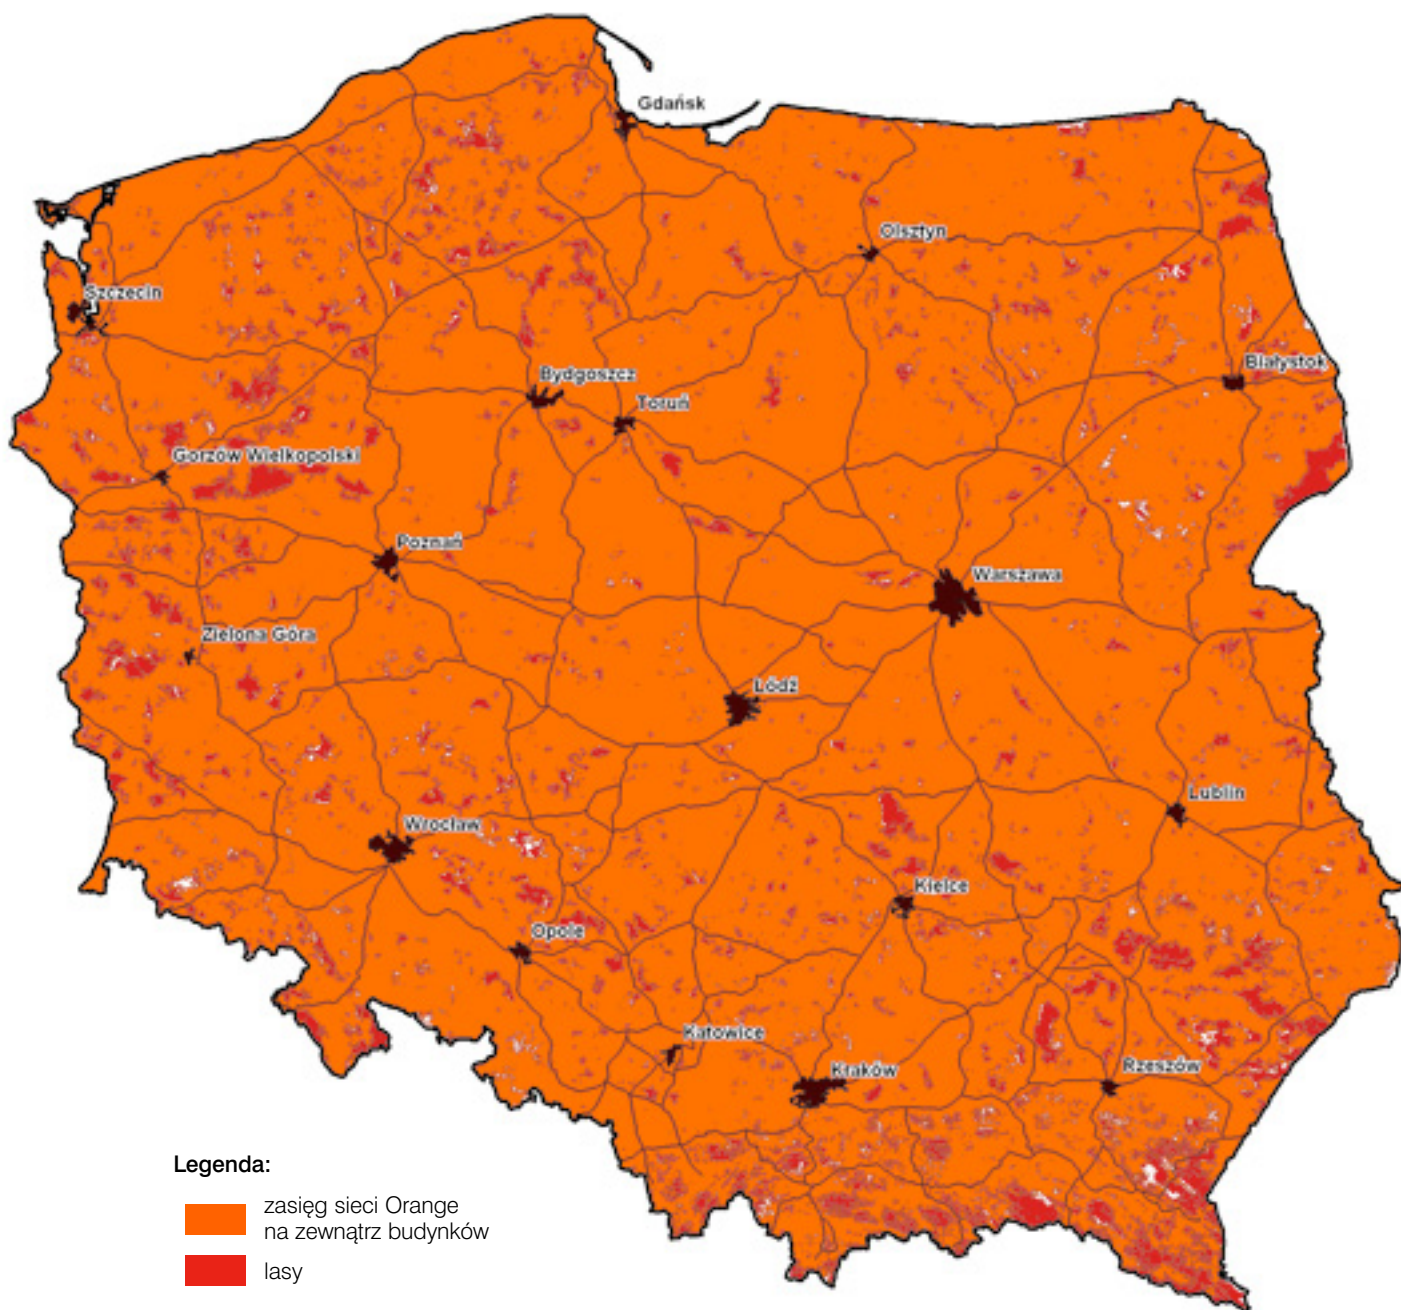 Gdańsk
Olsztyn
Szczecin
Białystok
Bydgoszcz
Toruń
Gorzów Wielkopolski
Poznań
Warszawa
Zielona Góra
Łódź
Lublin
Wrocław
Kielce
Opole
Katowice
Kraków
Rzeszów
Legenda:
zasięg sieci Orange
na zewnątrz budynków
lasy